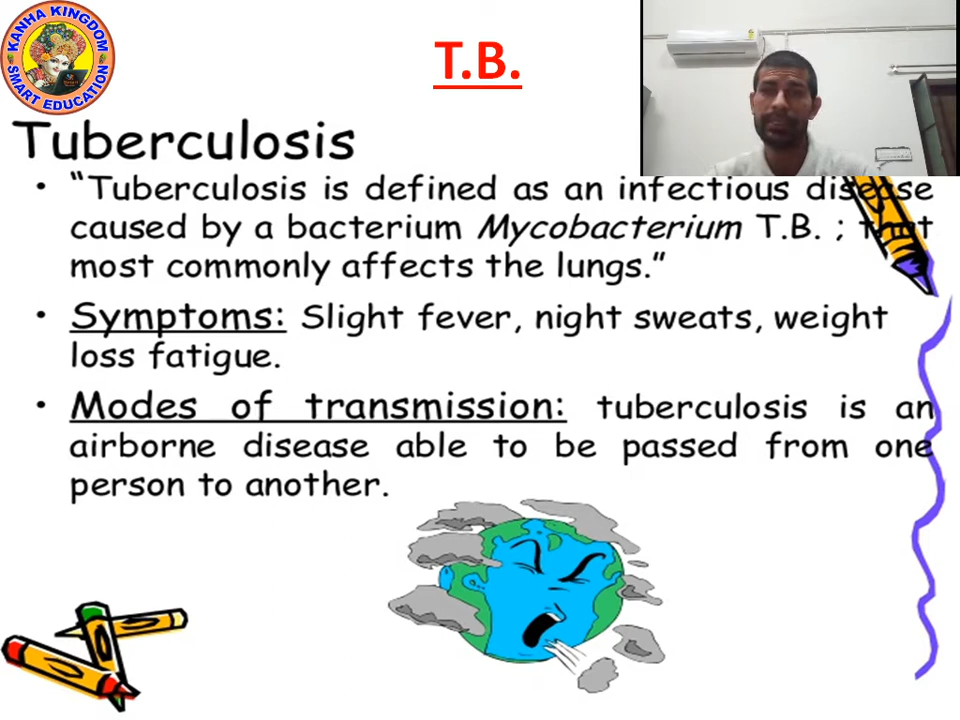 KANHA KINGDOM
SMART EDUCATION
T.B.
Tuberculosis
• “Tuberculosis is defined as an infectious disease
caused by a bacterium Mycobacterium T.B. ; that
most commonly affects the lungs.”
• Symptoms: Slight fever, night sweats, weight
loss fatigue.
• Modes of transmission: tuberculosis is an
airborne disease able to be passed from one
person to another.